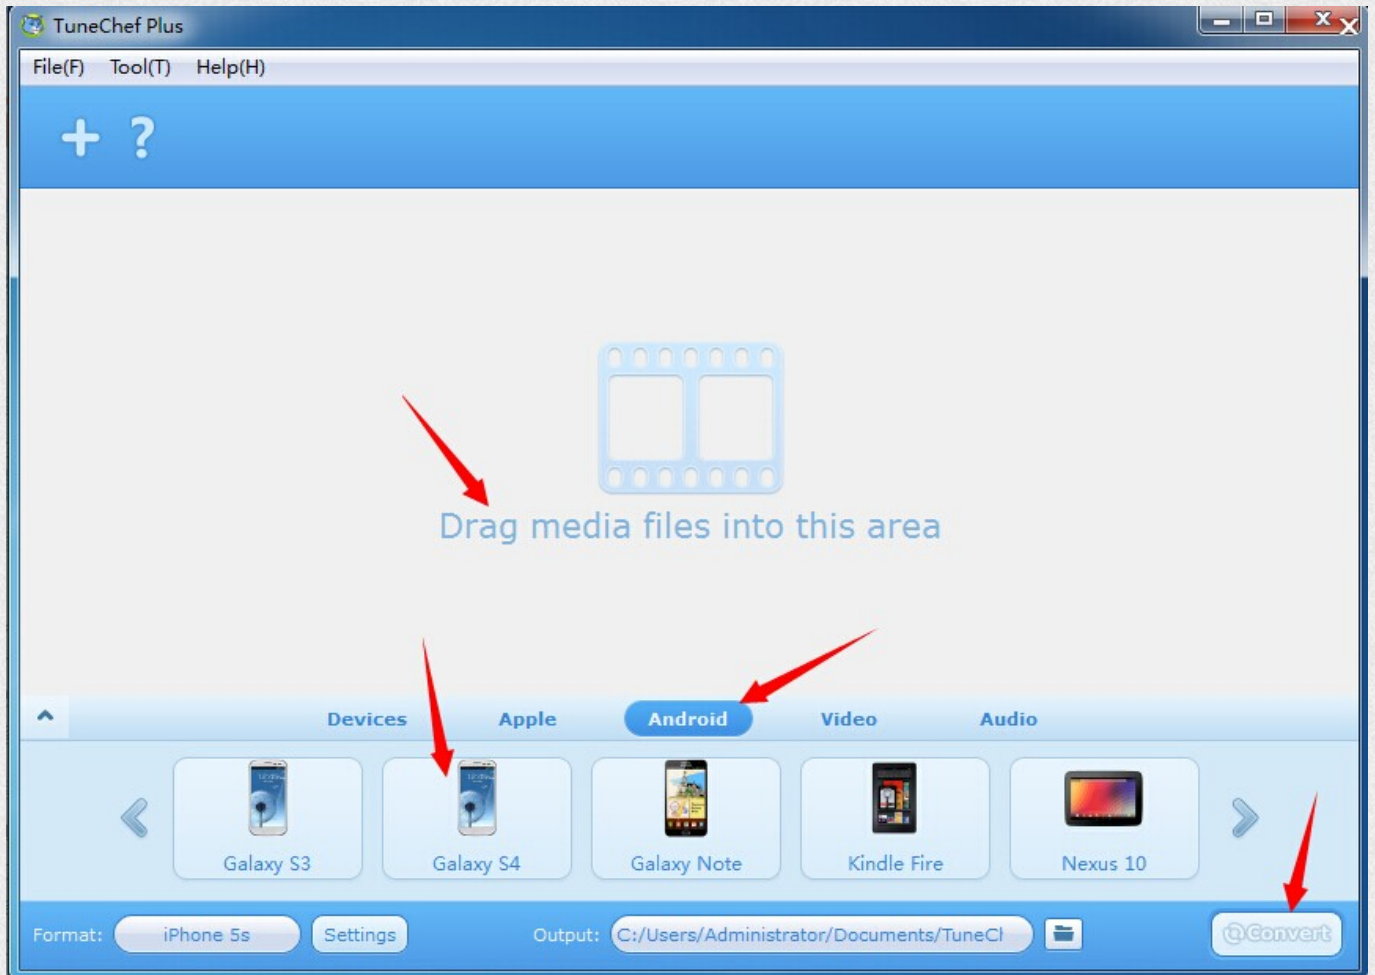 TuneChef Plus
File(F) Tool(T) Help(H)
Drag media files into this area
Devices Apple Android Video Audio
Galaxy S3 Galaxy S4 Galaxy Note Kindle Fire Nexus 10
Format: iPhone 5s Settings Output: C:/Users/Administrator/Documents/TuneCh Convert